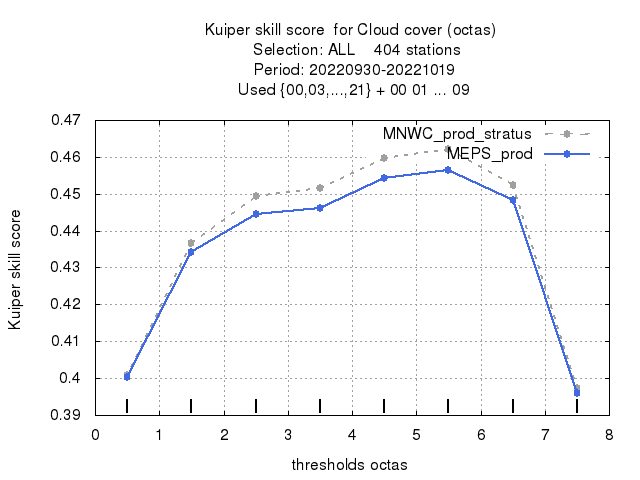 Kuiper skill score  for Cloud cover (octas)
Selection: ALL    404 stations
Period: 20220930-20221019
Used {00,03,...,21} + 00 01 ... 09
MNWC_prod_stratus
MEPS_prod
Kuiper skill score
0.47
0.46
0.45
0.44
0.43
0.42
0.41
0.4
0.39
0 1 2 3 4 5 6 7 8
thresholds octas